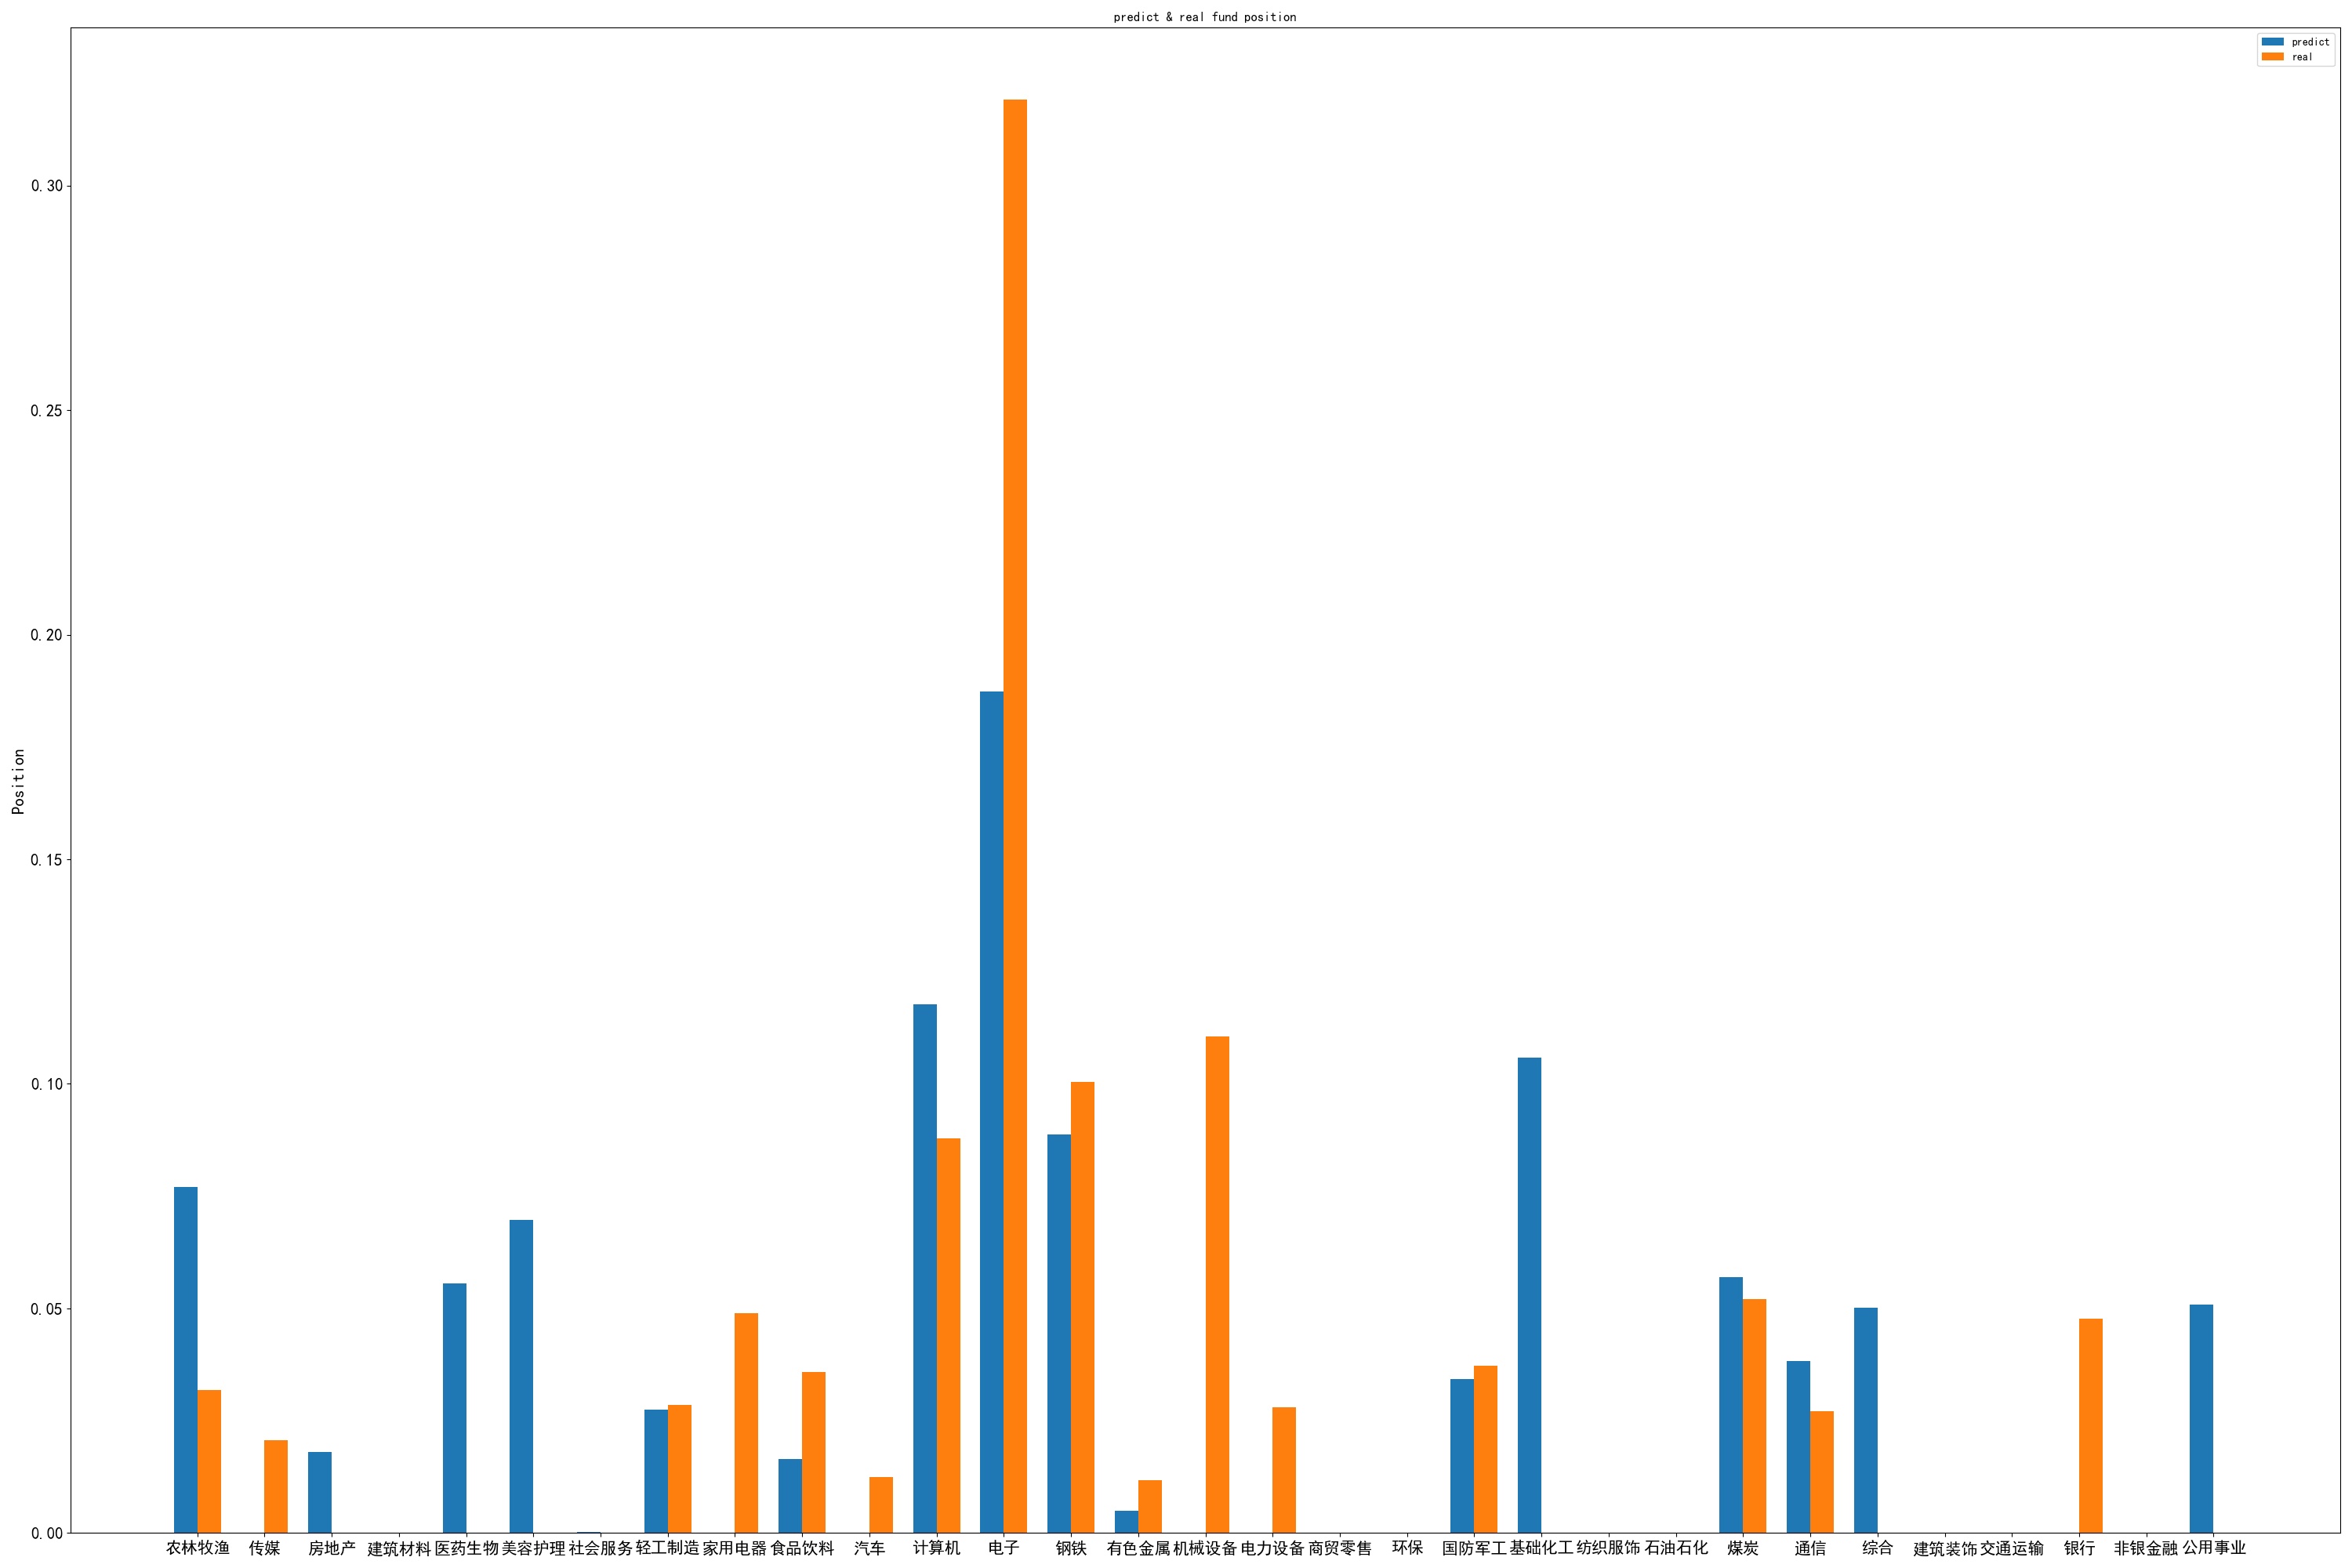 predict & real fund position
predict
real
0.30
0.25
0.20
0.15
0.10
0.05
0.00
Position
农林牧渔 传媒 房地产 建筑材料 医药生物 美容护理 社会服务 轻工制造 家用电器 食品饮料 汽车 计算机 电子 钢铁 有色金属 机械设备 电力设备 商贸零售 环保 国防军工 基础化工 纺织服饰 石油石化 煤炭 通信 综合 建筑装饰 交通运输 银行 非银金融 公用事业